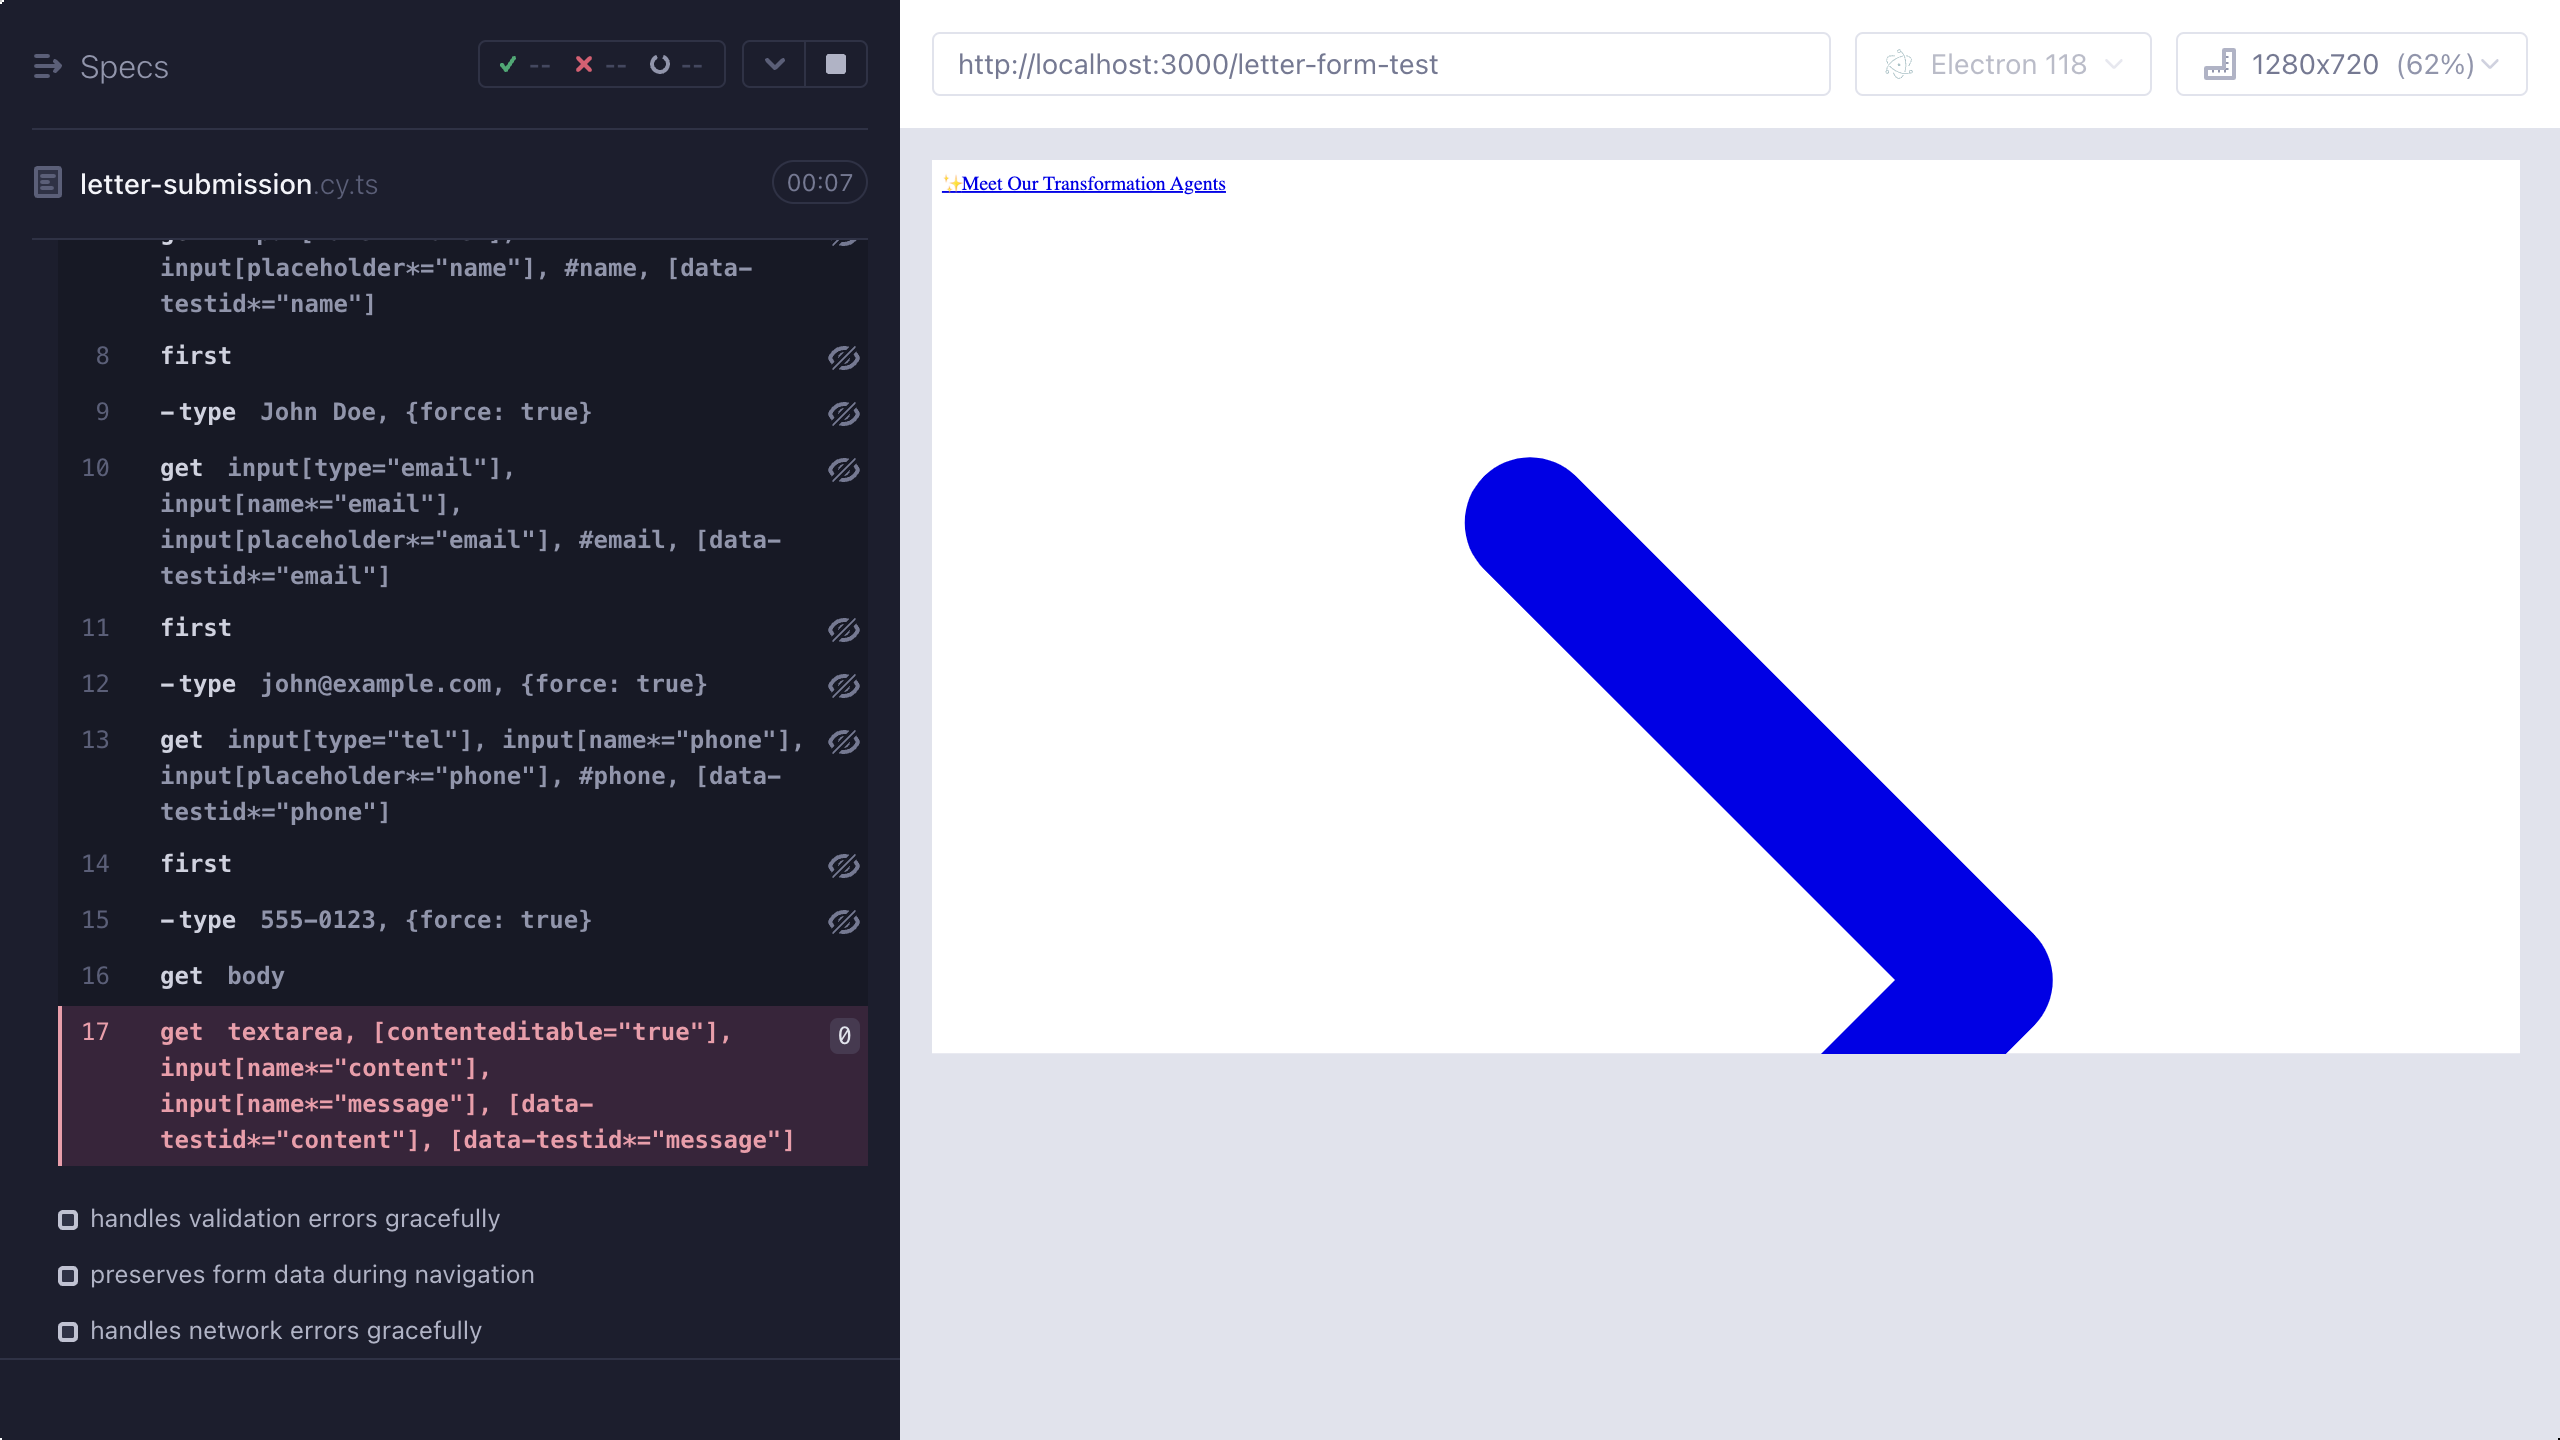 Specs
-- -- --
letter-submission.cy.ts
00:07
input[placeholder*="name"], #name, [data-
testid*="name"]
8 first
9 -type John Doe, {force: true}
10 get input[type="email"],
input[name*="email"],
input[placeholder*="email"], #email, [data-
testid*="email"]
11 first
12 -type john@example.com, {force: true}
13 get input[type="tel"], input[name*="phone"],
input[placeholder*="phone"], #phone, [data-
testid*="phone"]
14 first
15 -type 555-0123, {force: true}
16 get body
17 get textarea, [contenteditable="true"], 0
input[name*="content"],
input[name*="message"], [data-
testid*="content"], [data-testid*="message"]
handles validation errors gracefully
preserves form data during navigation
handles network errors gracefully
http://localhost:3000/letter-form-test
Electron 118
1280x720 (62%)
✨Meet Our Transformation Agents